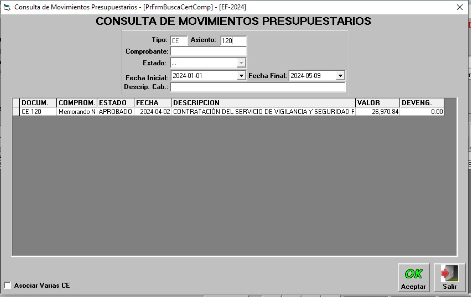 Consulta de Movimientos Presupuestarios - [PrFrmBuscaCertComp] - [EF-2024]
CONSULTA DE MOVIMIENTOS PRESUPUESTARIOS
Tipo: CE Asiento: 120
Comprobante:
Estado: ...
Fecha Inicial: 2024-01-01 Fecha Final: 2024-05-09
Descrip. Cab.:
DOCUM. COMPROM. ESTADO FECHA DESCRIPCION VALOR DEVENG.
CE 120 Memorando N APROBADO 2024-04-02 CONTRATACIÓN DEL SERVICIO DE VIGILANCIA Y SEGURIDAD 28,970.84 0.00
OK
Aceptar Salir
Asociar Varias CE